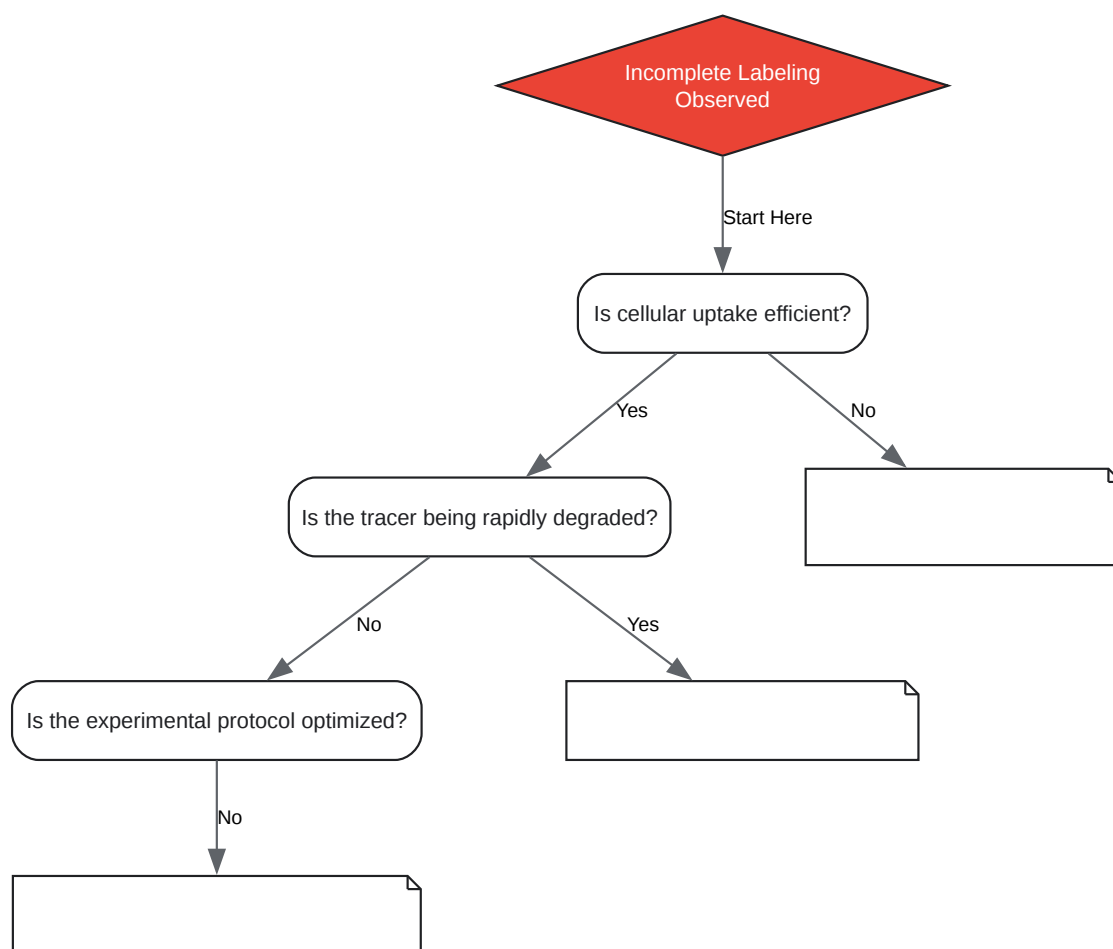 Incomplete Labeling
Observed
Start Here
Is cellular uptake efficient?
Yes
No
Is the tracer being rapidly degraded?
No
Yes
Is the experimental protocol optimized?
No